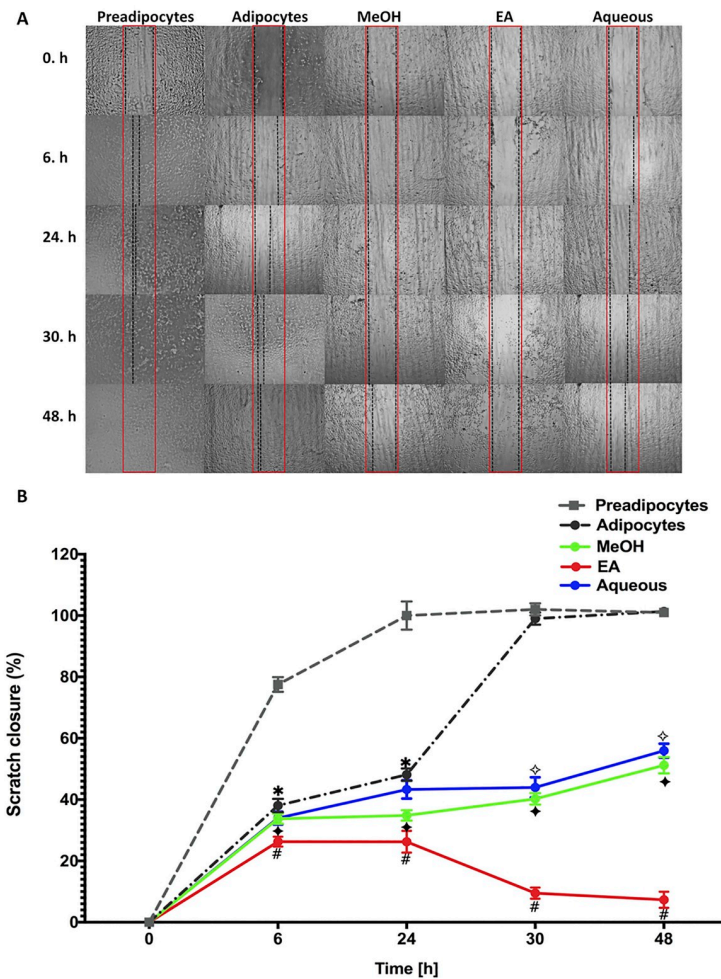 A
Preadipocytes Adipocytes MeOH EA Aqueous
0. h
6. h
24. h
30. h
48. h
B
Preadipocytes
Adipocytes
MeOH
EA
Aqueous
120
100
80
60
40
20
0
Scratch closure (%)
* *
✧ ✧
✦ ✦ ✦ ✦
# # # #
0 6 24 30 48
Time [h]